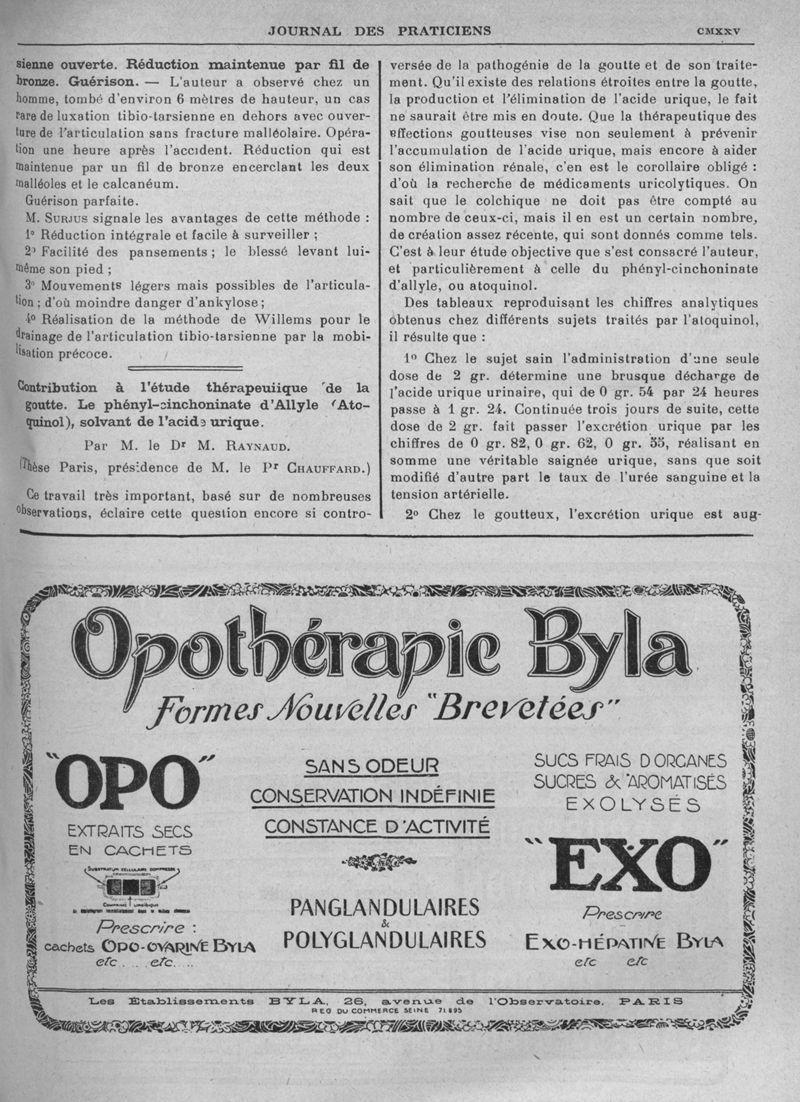 JOURNAL DES PRATICIENS
CMXXV
sienne ouverte. Réduction maintenue par fil de
bronze. Guérison. — L'auteur a observé chez un
homme, tombé d'environ 6 mètres de hauteur, un cas
rare de luxation tibio-tarsienne en dehors avec ouver-
ture de l'articulation sans fracture malléolaire. Opéra-
tion une heure après l'accident. Réduction qui est
maintenue par un fil de bronze encerclant les deux
malléoles et le calcanéum.
Guérison parfaite.
M. SURJUS signale les avantages de cette méthode :
1º Réduction intégrale et facile à surveiller ;
2º Facilité des pansements ; le blessé levant lui-
même son pied ;
3º Mouvements légers mais possibles de l'articula-
tion ; d'où moindre danger d'ankylose ;
4º Réalisation de la méthode de Willems pour le
drainage de l'articulation tibio-tarsienne par la mobi-
lisation précoce.
Contribution à l'étude thérapeuiique de la
goutte. Le phényl-cinchoninate d'Allyle (Ato-
quinol), solvant de l'acide urique.
Par M. le Dr M. RAYNAUD.
(Thèse Paris, présidence de M. le Pr CHAUFFARD.)
Ce travail très important, basé sur de nombreuses
observations, éclaire cette question encore si contro-
versée de la pathogénie de la goutte et de son traite-
ment. Qu'il existe des relations étroites entre la goutte,
la production et l'élimination de l'acide urique, le fait
ne saurait être mis en doute. Que la thérapeutique des
affections goutteuses vise non seulement à prévenir
l'accumulation de l'acide urique, mais encore à aider
son élimination rénale, c'en est le corollaire obligé :
d'où la recherche de médicaments uricolytiques. On
sait que le colchique ne doit pas être compté au
nombre de ceux-ci, mais il en est un certain nombre,
de création assez récente, qui sont donnés comme tels.
C'est à leur étude objective que s'est consacré l'auteur,
et particulièrement à celle du phényl-cinchoninate
d'allyle, ou atoquinol.
Des tableaux reproduisant les chiffres analytiques
obtenus chez différents sujets traités par l'atoquinol,
il résulte que :
1º Chez le sujet sain l'administration d'une seule
dose de 2 gr. détermine une brusque décharge de
l'acide urique urinaire, qui de 0 gr. 54 par 24 heures
passe à 1 gr. 24. Continuée trois jours de suite, cette
dose de 2 gr. fait passer l'excrétion urique par les
chiffres de 0 gr. 82, 0 gr. 62, 0 gr. 55, réalisant en
somme une véritable saignée urique, sans que soit
modifié d'autre part le taux de l'urée sanguine et la
tension artérielle.
2º Chez le goutteux, l'excrétion urique est aug-
Opothérapie Byla
Formes Nouvelles "Brevetées"
"OPO"
EXTRAITS SECS
EN CACHETS
SUBSTRATUM CELLULAIRE COMPRESSÉ
Prescrire :
cachets OPO-OVARINE BYLA
etc... etc....
SANS ODEUR
CONSERVATION INDÉFINIE
CONSTANCE D'ACTIVITÉ
PANGLANDULAIRES
&
POLYGLANDULAIRES
SUCS FRAIS D'ORGANES
SUCRES & AROMATISÉS
EXOLYSÉS
"EXO"
Prescrire
EXO-HÉPATINE BYLA
etc etc
Les Établissements BYLA, 26, avenue de l'Observatoire, PARIS
REG DU COMMERCE SEINE 71895